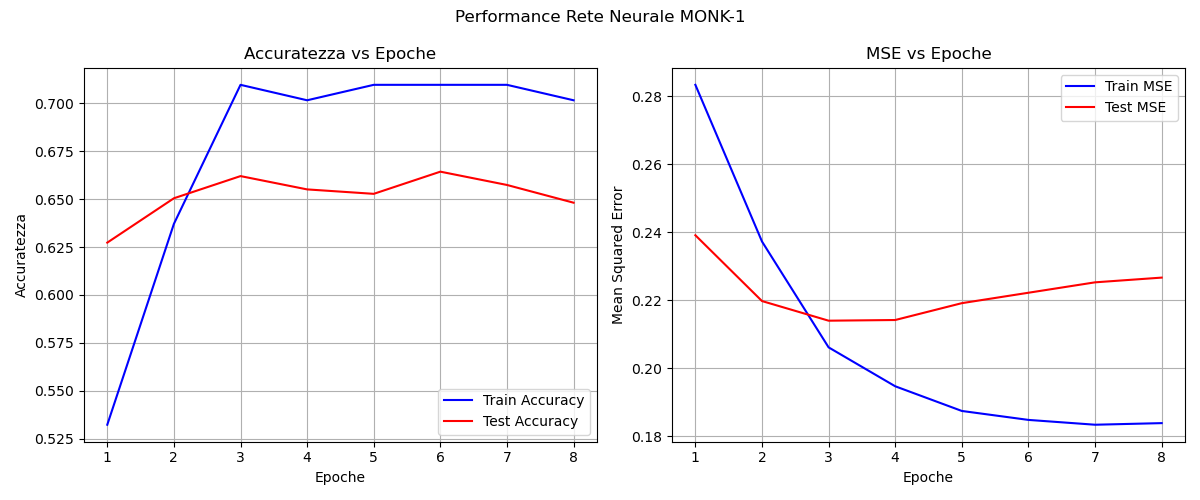 Performance Rete Neurale MONK-1
Accuratezza vs Epoche
Accuratezza
0.700
0.675
0.650
0.625
0.600
0.575
0.550
0.525
1 2 3 4 5 6 7 8
Epoche
Train Accuracy
Test Accuracy
MSE vs Epoche
Mean Squared Error
0.28
0.26
0.24
0.22
0.20
0.18
1 2 3 4 5 6 7 8
Epoche
Train MSE
Test MSE